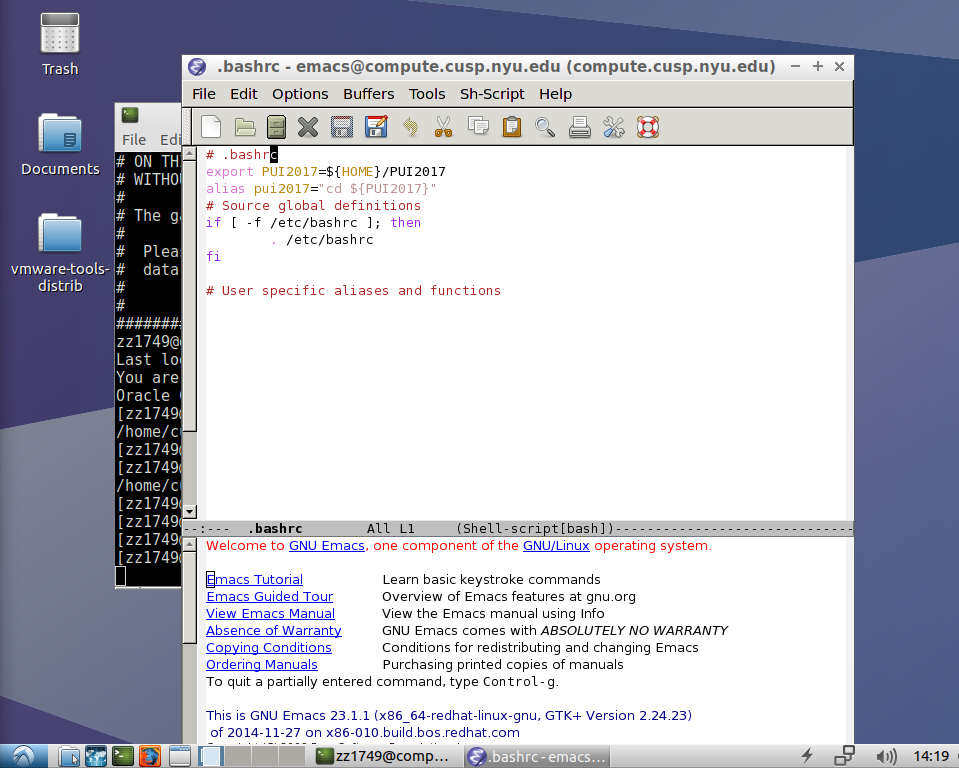 Trash
Documents
vmware-tools-
distrib
File Edi
# ON TH
# WITHOU
#
# The ga
#
# Plea
# data
#
#
########
zz1749@
Last lo
You are
Oracle
[zz1749@
/home/cu
[zz1749@
[zz1749@
/home/cu
[zz1749@
[zz1749@
[zz1749@
[zz1749@
.bashrc - emacs@compute.cusp.nyu.edu (compute.cusp.nyu.edu)
File Edit Options Buffers Tools Sh-Script Help
# .bashrc
export PUI2017=${HOME}/PUI2017
alias pui2017="cd ${PUI2017}"
# Source global definitions
if [ -f /etc/bashrc ]; then
. /etc/bashrc
fi
# User specific aliases and functions
--:--- .bashrc All L1 (Shell-script[bash])------------------------------
Welcome to GNU Emacs, one component of the GNU/Linux operating system.
Emacs Tutorial Learn basic keystroke commands
Emacs Guided Tour Overview of Emacs features at gnu.org
View Emacs Manual View the Emacs manual using Info
Absence of Warranty GNU Emacs comes with ABSOLUTELY NO WARRANTY
Copying Conditions Conditions for redistributing and changing Emacs
Ordering Manuals Purchasing printed copies of manuals
To quit a partially entered command, type Control-g.
This is GNU Emacs 23.1.1 (x86_64-redhat-linux-gnu, GTK+ Version 2.24.23)
of 2014-11-27 on x86-010.build.bos.redhat.com
zz1749@comp...
.bashrc - emacs...
14:19